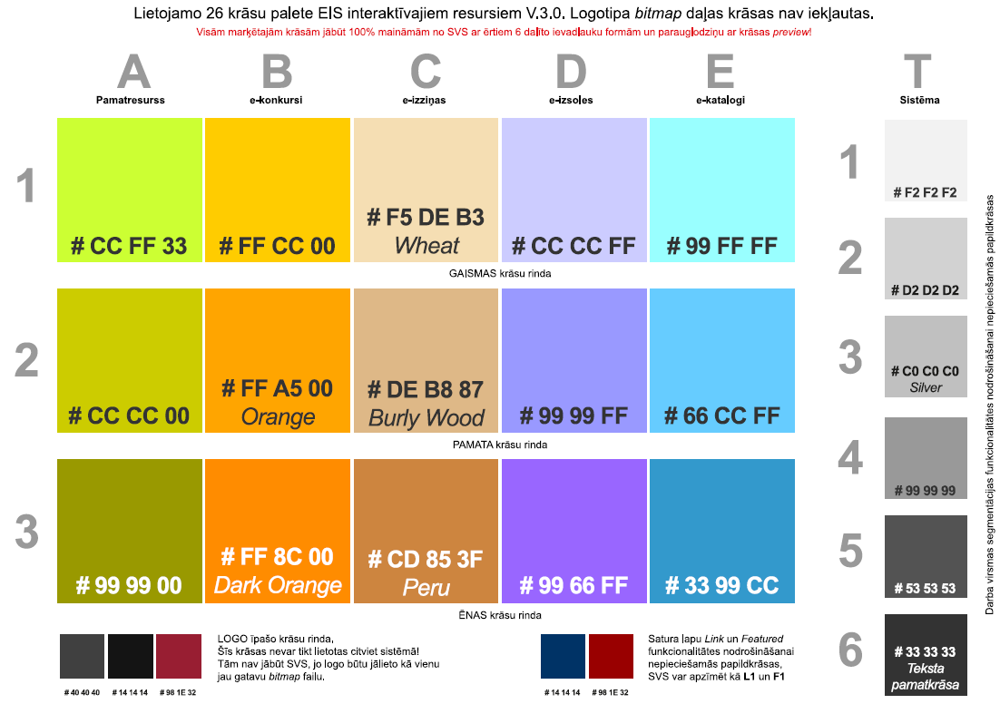 Lietojamo 26 krāsu palete EIS interaktīvajiem resursiem V.3.0. Logotipa bitmap daļas krāsas nav iekļautas.
Visām marķētajām krāsām jābūt 100% maināmām no SVS ar ērtiem 6 dalīto ievadlauku formām un parauglodziņu ar krāsas preview!
A B C D E T
Pamatresurss e-konkursi e-izziņas e-izsoles e-katalogi Sistēma
1
# CC FF 33
# FF CC 00
# F5 DE B3
Wheat
# CC CC FF
# 99 FF FF
GAISMAS krāsu rinda
2
# CC CC 00
# FF A5 00
Orange
# DE B8 87
Burly Wood
# 99 99 FF
# 66 CC FF
PAMATA krāsu rinda
3
# 99 99 00
# FF 8C 00
Dark Orange
# CD 85 3F
Peru
# 99 66 FF
# 33 99 CC
ĒNAS krāsu rinda
1
# F2 F2 F2
2
# D2 D2 D2
3
# C0 C0 C0
Silver
4
# 99 99 99
5
# 53 53 53
6
# 33 33 33
Teksta
pamatkrāsa
Darba virsmas segmentācijas funkcionalitātes nodrošināšanai nepieciešamās papildkrāsas
# 40 40 40 # 14 14 14 # 98 1E 32
LOGO īpašo krāsu rinda,
Šīs krāsas nevar tikt lietotas citviet sistēmā!
Tām nav jābūt SVS, jo logo būtu jālieto kā vienu
jau gatavu bitmap failu.
# 14 14 14 # 98 1E 32
Satura lapu Link un Featured
funkcionalitātes nodrošināšanai
nepieciešamās papildkrāsas,
SVS var apzīmēt kā L1 un F1